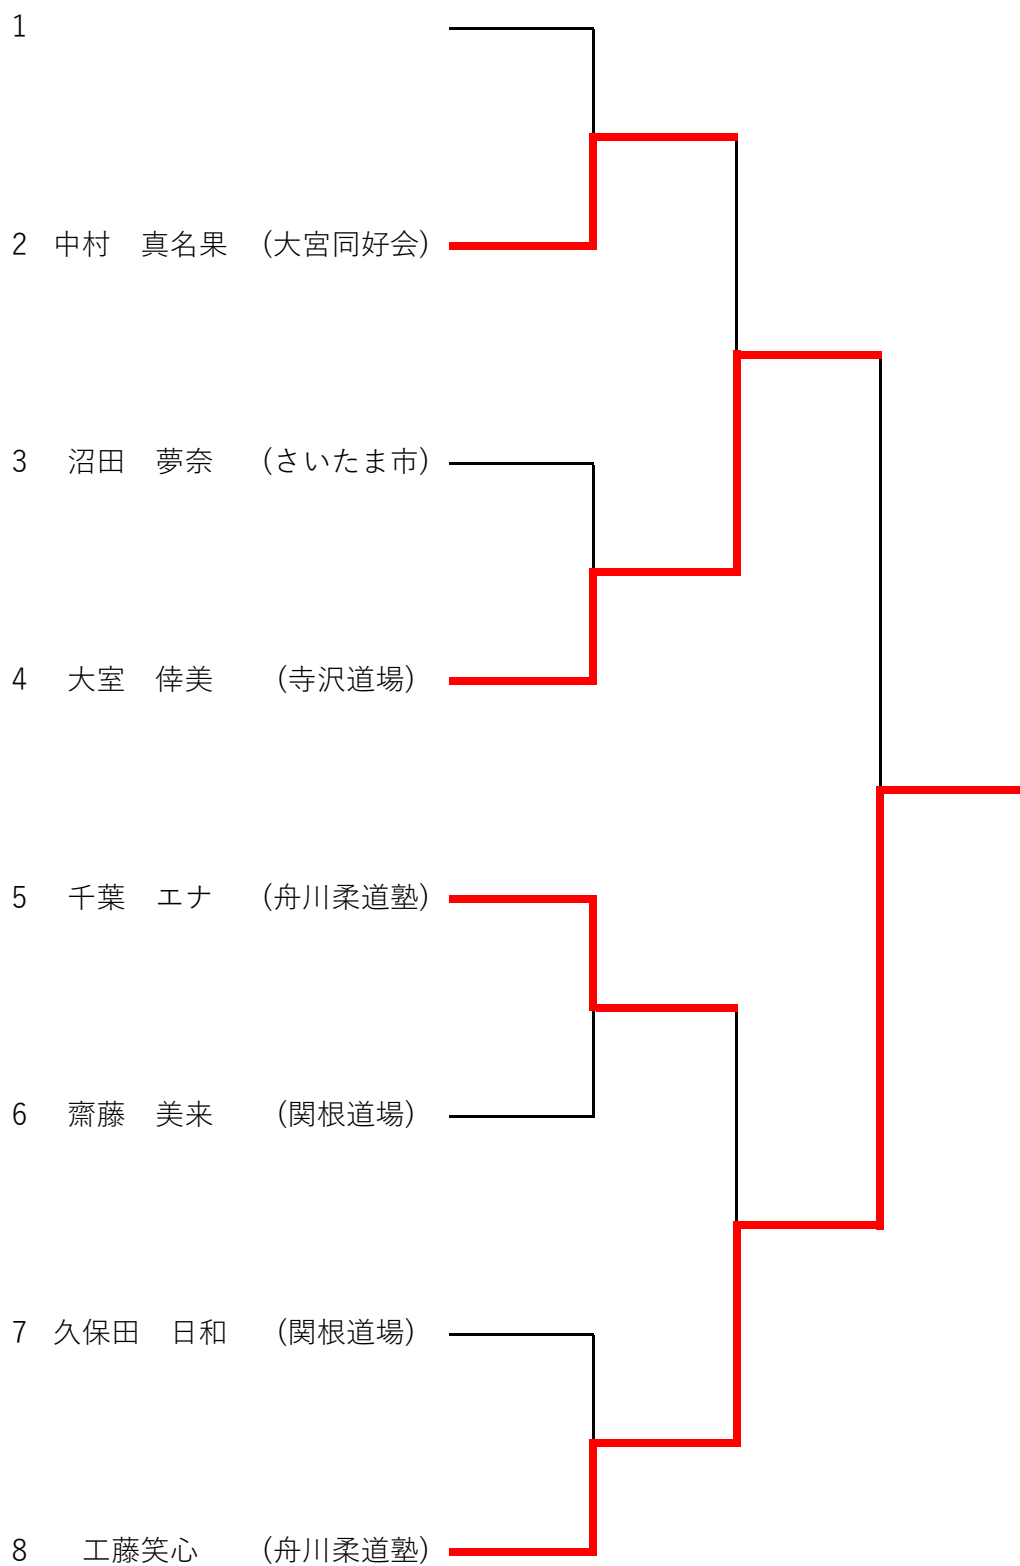 1
2 中村　真名果 (大宮同好会)
3 沼田　夢奈 (さいたま市)
4 大室　倖美 (寺沢道場)
5 千葉　エナ (舟川柔道塾)
6 齋藤　美来 (関根道場)
7 久保田　日和 (関根道場)
8 工藤笑心 (舟川柔道塾)